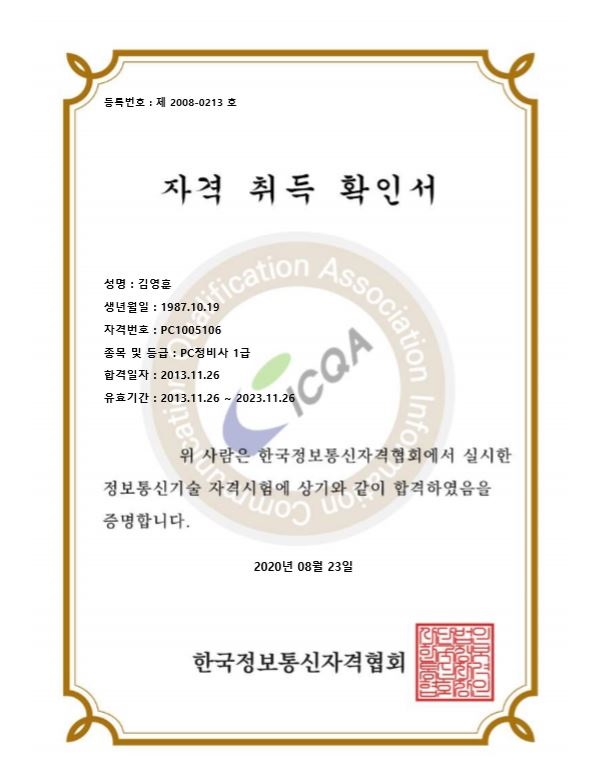 등록번호 : 제 2008-0213 호
자격 취득 확인서
성명 : 김영훈
생년월일 : 1987.10.19
자격번호 : PC1005106
종목 및 등급 : PC정비사 1급
합격일자 : 2013.11.26
유효기간 : 2013.11.26 ~ 2023.11.26
Information Communication Qualification Association
ICQA
위 사람은 한국정보통신자격협회에서 실시한
정보통신기술 자격시험에 상기와 같이 합격하였음을
증명합니다.
2020년 08월 23일
한국정보통신자격협회